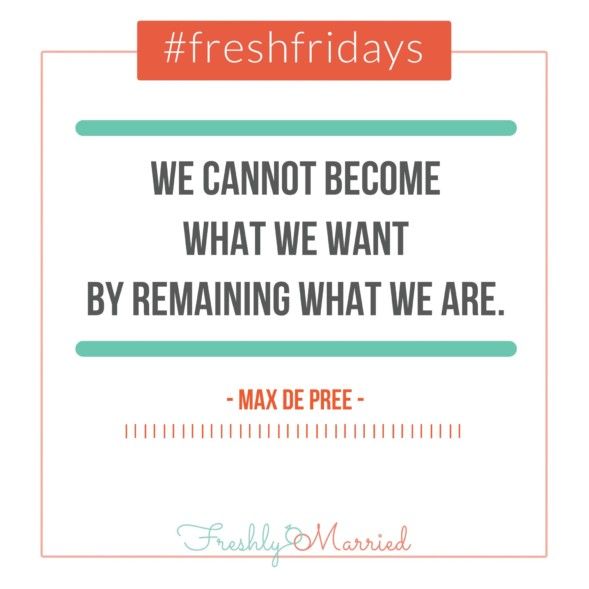 #freshfridays
WE CANNOT BECOME
WHAT WE WANT
BY REMAINING WHAT WE ARE.
- MAX DE PREE -
Freshly Married